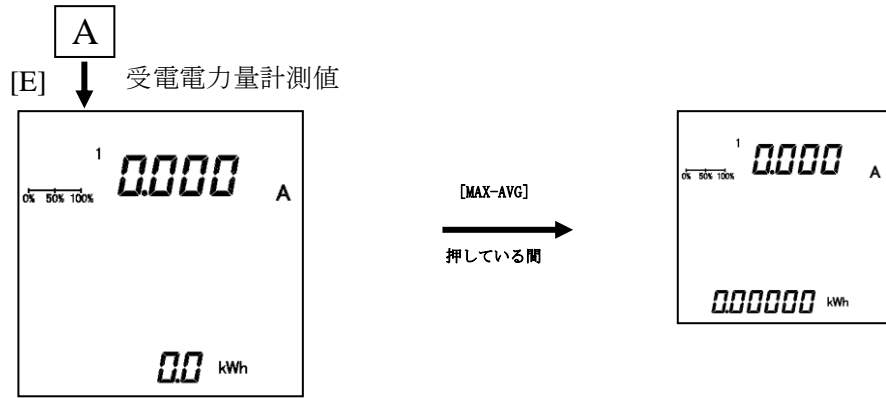 A
[E]
受電電力量計測値
1
0.000
A
0% 50% 100%
0.0 kWh
[MAX-AVG]
押している間
1
0.000
A
0% 50% 100%
0.00000 kWh